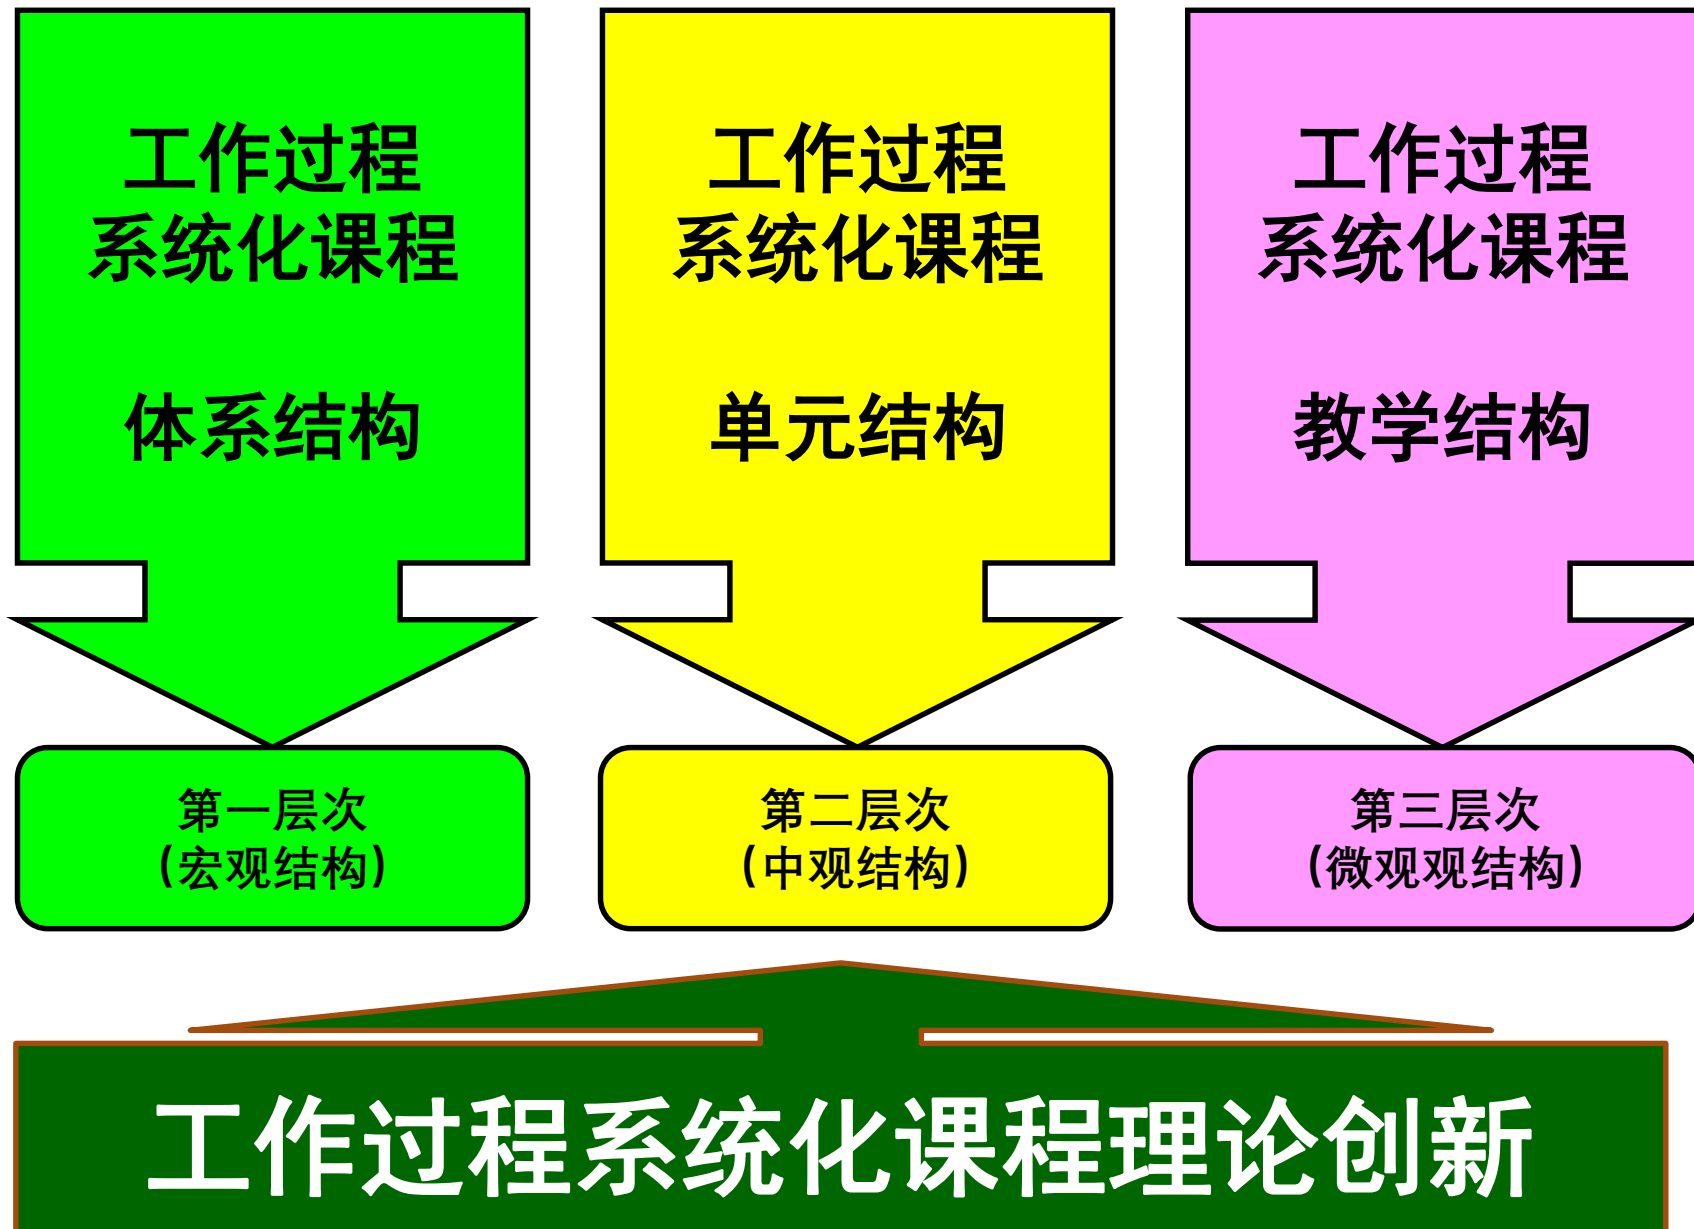 工作过程
系统化课程
体系结构
工作过程
系统化课程
单元结构
工作过程
系统化课程
教学结构
第一层次
(宏观结构)
第二层次
(中观结构)
第三层次
(微观观结构)
工作过程系统化课程理论创新